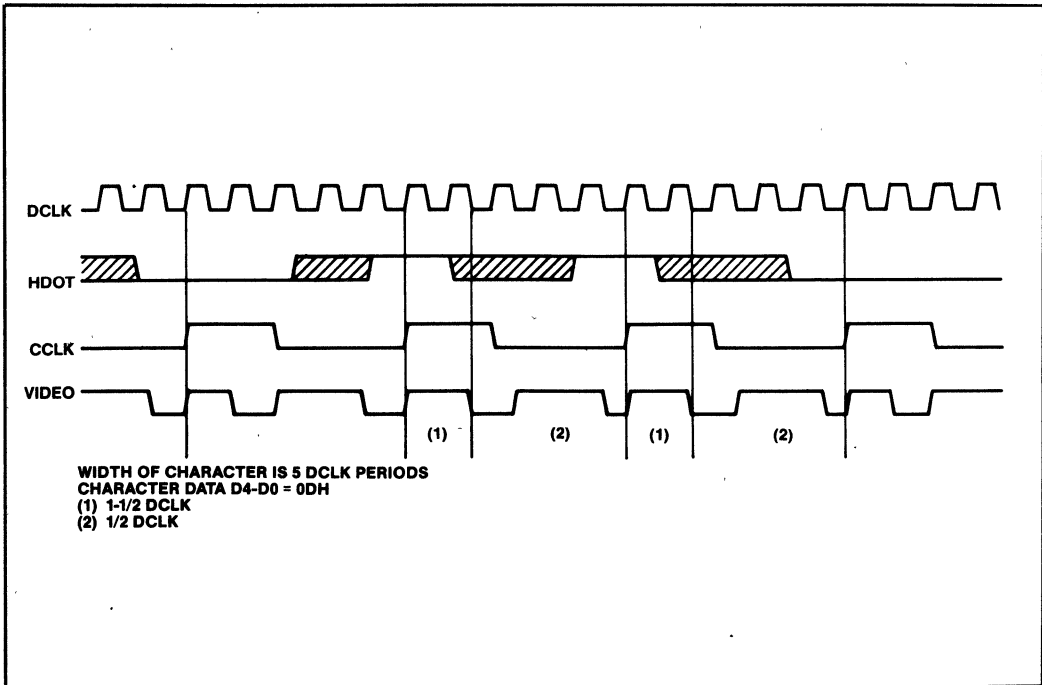 DCLK
HDOT
CCLK
VIDEO
(1) (2) (1) (2)
WIDTH OF CHARACTER IS 5 DCLK PERIODS
CHARACTER DATA D4-D0 = 0DH
(1) 1-1/2 DCLK
(2) 1/2 DCLK